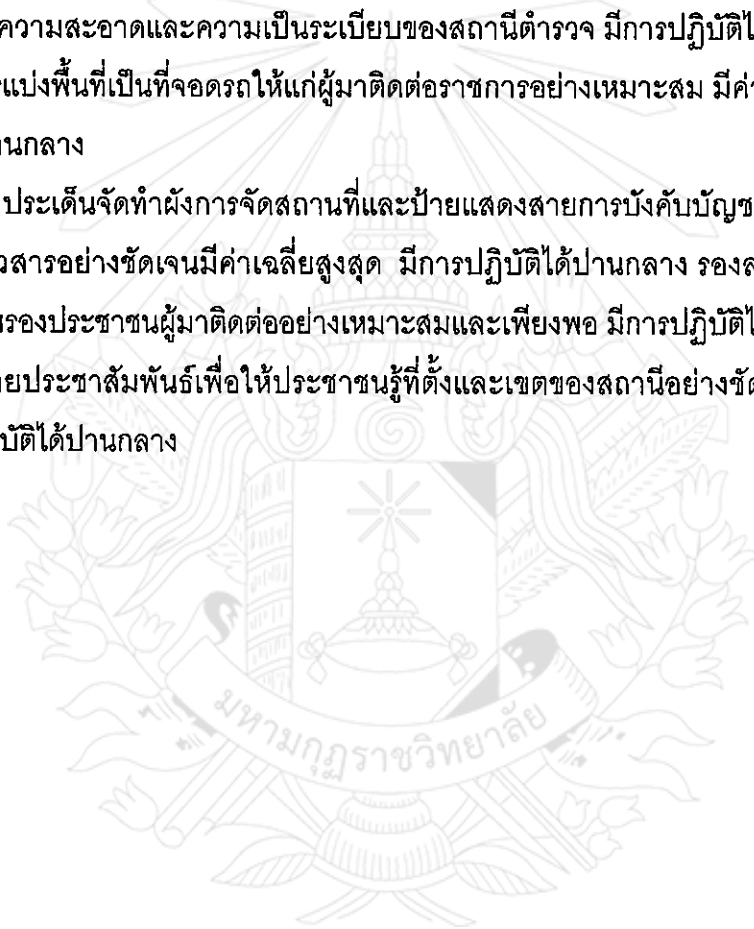 ความสะอาดและความเป็นระเบียบของสถานีตำรวจ มีการปฏิบัติไ
แบ่งพื้นที่เป็นที่จอดรถให้แก่ผู้มาติดต่อราชการอย่างเหมาะสม มีค่
านกลาง
ประเด็นจัดทำผังการจัดสถานที่และป้ายแสดงสายการบังคับบัญช
วสารอย่างชัดเจนมีค่าเฉลี่ยสูงสุด มีการปฏิบัติได้ปานกลาง รองล
รองประชาชนผู้มาติดต่ออย่างเหมาะสมและเพียงพอ มีการปฏิบัติไ
ายประชาสัมพันธ์เพื่อให้ประชาชนรู้ที่ตั้งและเขตของสถานีอย่างชัด
บัติได้ปานกลาง
มหามกุฏราชวิทยาลัย